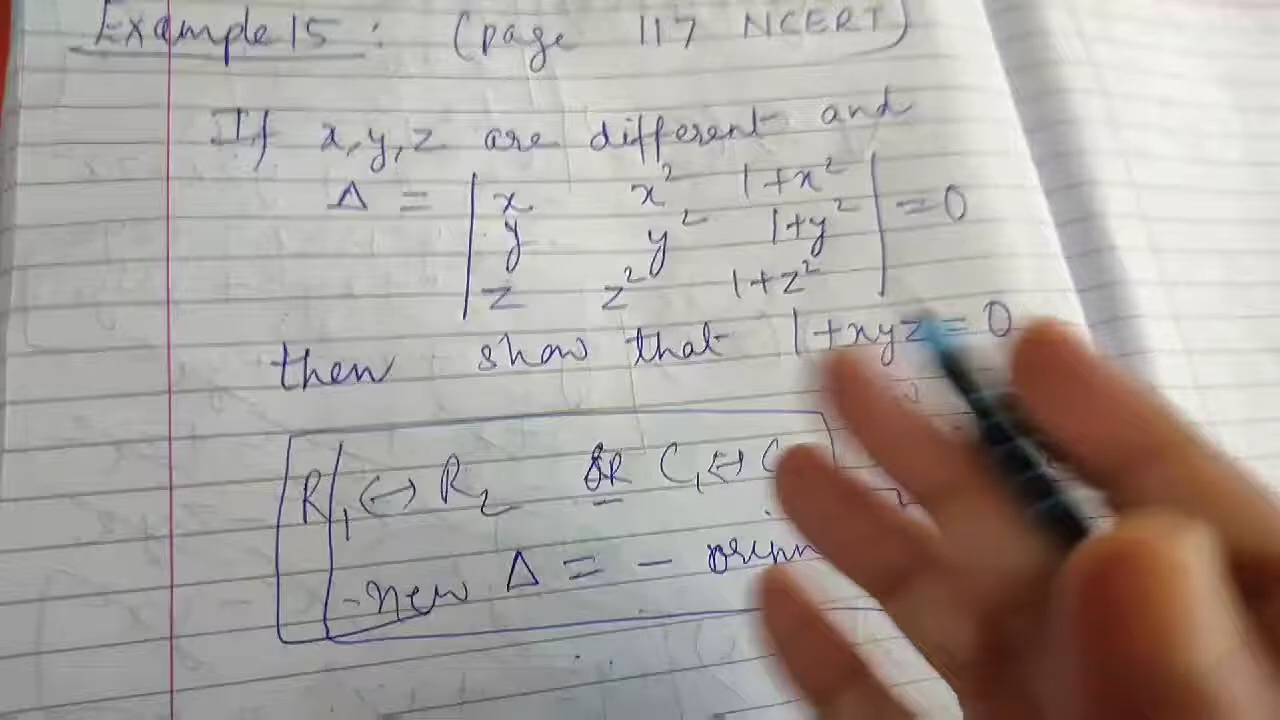 Example 15 : (page 117 NCERT)
If x, y, z are different and
Δ = | x x² 1+x² | = 0
y y² 1+y²
z z² 1+z²
then show that 1+xyz = 0
R₁ ↔ R₂ OR C₁ ↔
-new Δ = -